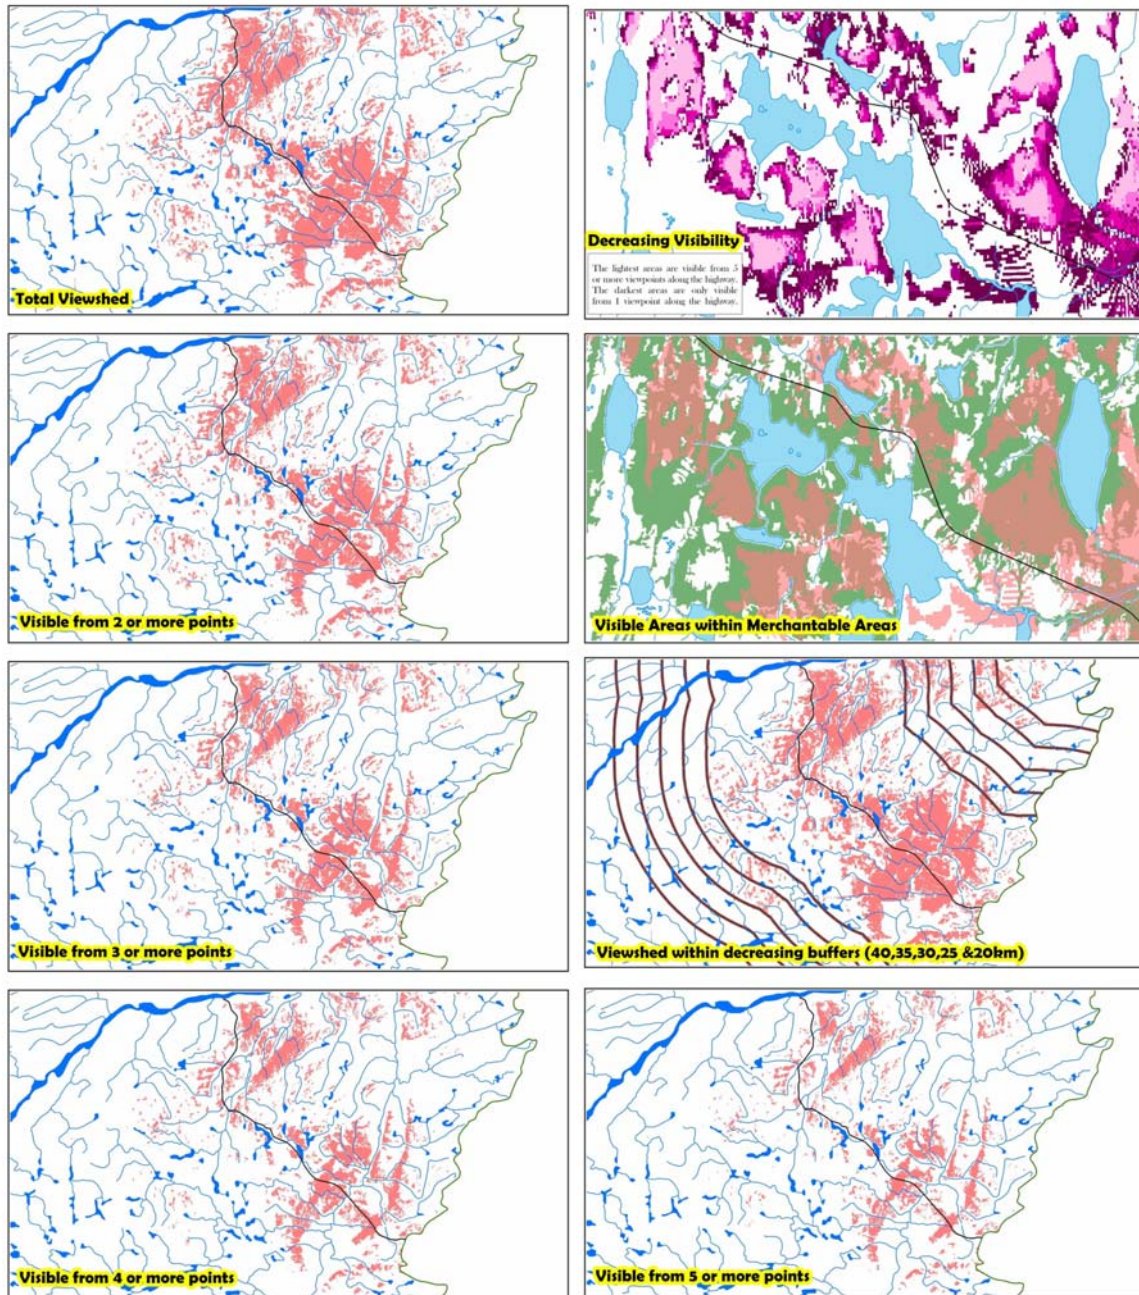 Total Viewshed
Decreasing Visibility
The lightest areas are visible from 5
or more viewpoints along the highway.
The darkest areas are only visible
from 1 viewpoint along the highway.
Visible from 2 or more points
Visible Areas within Merchantable Areas
Visible from 3 or more points
Viewshed within decreasing buffers (40,35,30,25 &20km)
Visible from 4 or more points
Visible from 5 or more points